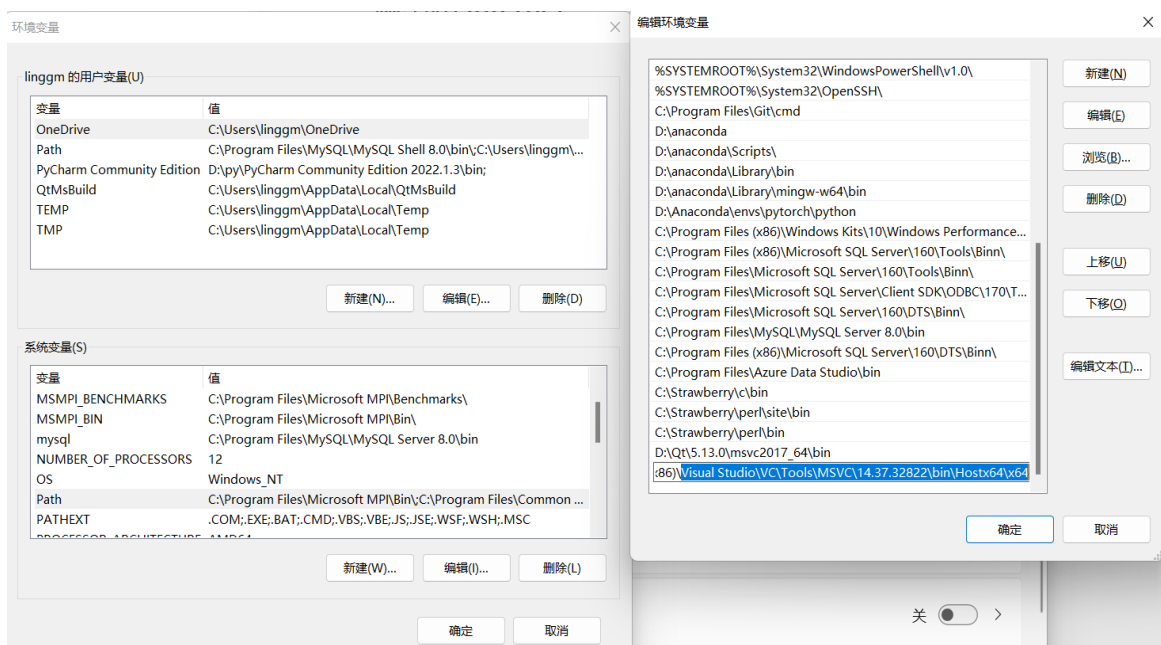 环境变量
linggm 的用户变量(U)
变量 值
OneDrive C:\Users\linggm\OneDrive
Path C:\Program Files\MySQL\MySQL Shell 8.0\bin\;C:\Users\linggm\...
PyCharm Community Edition D:\py\PyCharm Community Edition 2022.1.3\bin;
QtMsBuild C:\Users\linggm\AppData\Local\QtMsBuild
TEMP C:\Users\linggm\AppData\Local\Temp
TMP C:\Users\linggm\AppData\Local\Temp
新建(N)... 编辑(E)... 删除(D)
系统变量(S)
变量 值
MSMPI_BENCHMARKS C:\Program Files\Microsoft MPI\Benchmarks\
MSMPI_BIN C:\Program Files\Microsoft MPI\Bin\
mysql C:\Program Files\MySQL\MySQL Server 8.0\bin
NUMBER_OF_PROCESSORS 12
OS Windows_NT
Path C:\Program Files\Microsoft MPI\Bin\;C:\Program Files\Common ...
PATHEXT .COM;.EXE;.BAT;.CMD;.VBS;.VBE;.JS;.JSE;.WSF;.WSH;.MSC
PROCESSOR_ARCHITECTURE AMD64
新建(W)... 编辑(I)... 删除(L)
确定 取消
编辑环境变量
%SYSTEMROOT%\System32\WindowsPowerShell\v1.0\
%SYSTEMROOT%\System32\OpenSSH\
C:\Program Files\Git\cmd
D:\anaconda
D:\anaconda\Scripts\
D:\anaconda\Library\bin
D:\anaconda\Library\mingw-w64\bin
D:\Anaconda\envs\pytorch\python
C:\Program Files (x86)\Windows Kits\10\Windows Performance...
C:\Program Files (x86)\Microsoft SQL Server\160\Tools\Binn\
C:\Program Files\Microsoft SQL Server\160\Tools\Binn\
C:\Program Files\Microsoft SQL Server\Client SDK\ODBC\170\T...
C:\Program Files\Microsoft SQL Server\160\DTS\Binn\
C:\Program Files\MySQL\MySQL Server 8.0\bin
C:\Program Files (x86)\Microsoft SQL Server\160\DTS\Binn\
C:\Program Files\Azure Data Studio\bin
C:\Strawberry\c\bin
C:\Strawberry\perl\site\bin
C:\Strawberry\perl\bin
D:\Qt\5.13.0\msvc2017_64\bin
:86)\Visual Studio\VC\Tools\MSVC\14.37.32822\bin\Hostx64\x64
新建(N)
编辑(E)
浏览(B)...
删除(D)
上移(U)
下移(O)
编辑文本(T)...
确定 取消
关